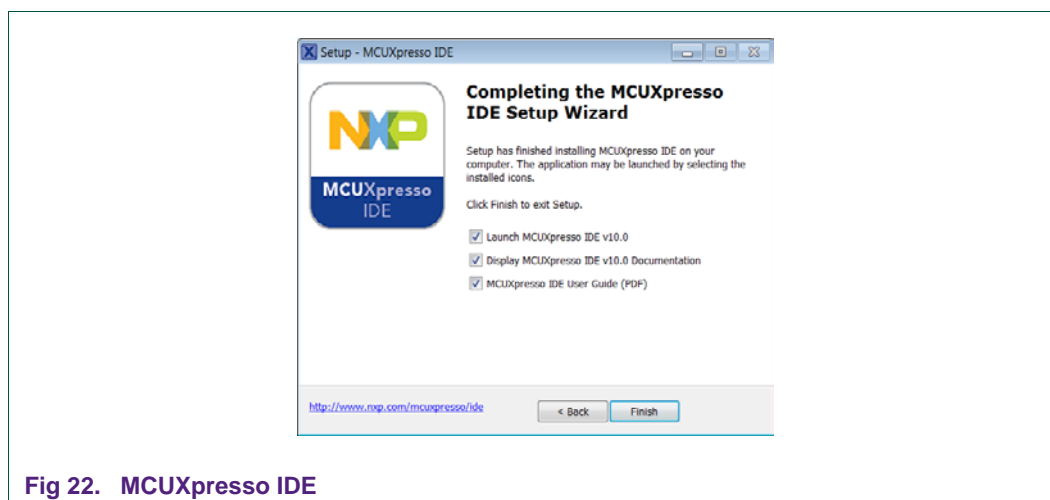 Setup - MCUXpresso IDE
NXP
MCUXpresso
IDE
Completing the MCUXpresso
IDE Setup Wizard
Setup has finished installing MCUXpresso IDE on your
computer. The application may be launched by selecting the
installed icons.
Click Finish to exit Setup.
Launch MCUXpresso IDE v10.0
Display MCUXpresso IDE v10.0 Documentation
MCUXpresso IDE User Guide (PDF)
http://www.nxp.com/mcuxpresso/ide
< Back
Finish
Fig 22. MCUXpresso IDE